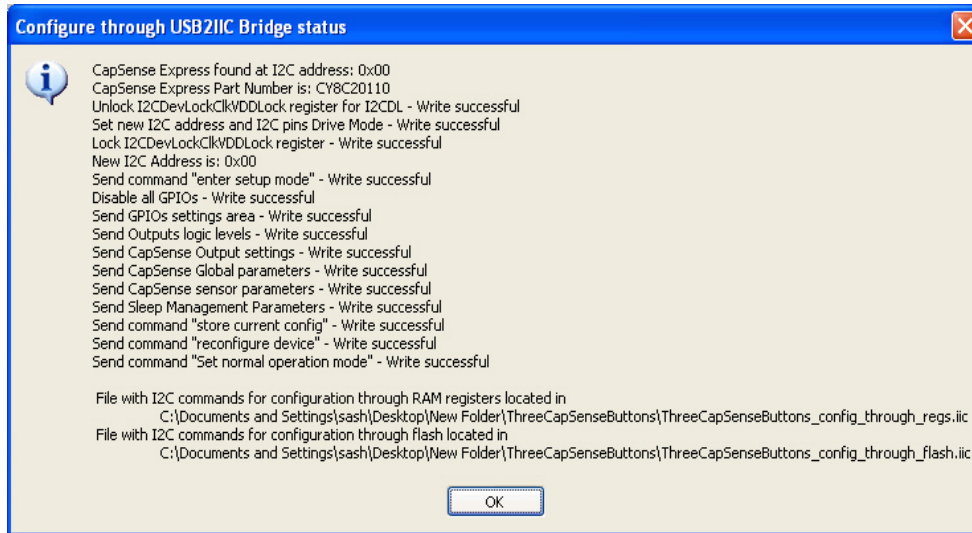 Configure through USB2IIC Bridge status
CapSense Express found at I2C address: 0x00
CapSense Express Part Number is: CY8C20110
Unlock I2CDevLockClkVDDLock register for I2CDL - Write successful
Set new I2C address and I2C pins Drive Mode - Write successful
Lock I2CDevLockClkVDDLock register - Write successful
New I2C Address is: 0x00
Send command "enter setup mode" - Write successful
Disable all GPIOs - Write successful
Send GPIOs settings area - Write successful
Send Outputs logic levels - Write successful
Send CapSense Output settings - Write successful
Send CapSense Global parameters - Write successful
Send CapSense sensor parameters - Write successful
Send Sleep Management Parameters - Write successful
Send command "store current config" - Write successful
Send command "reconfigure device" - Write successful
Send command "Set normal operation mode" - Write successful
File with I2C commands for configuration through RAM registers located in
C:\Documents and Settings\sash\Desktop\New Folder\ThreeCapSenseButtons\ThreeCapSenseButtons_config_through_regs.iic
File with I2C commands for configuration through flash located in
C:\Documents and Settings\sash\Desktop\New Folder\ThreeCapSenseButtons\ThreeCapSenseButtons_config_through_flash.iic
OK